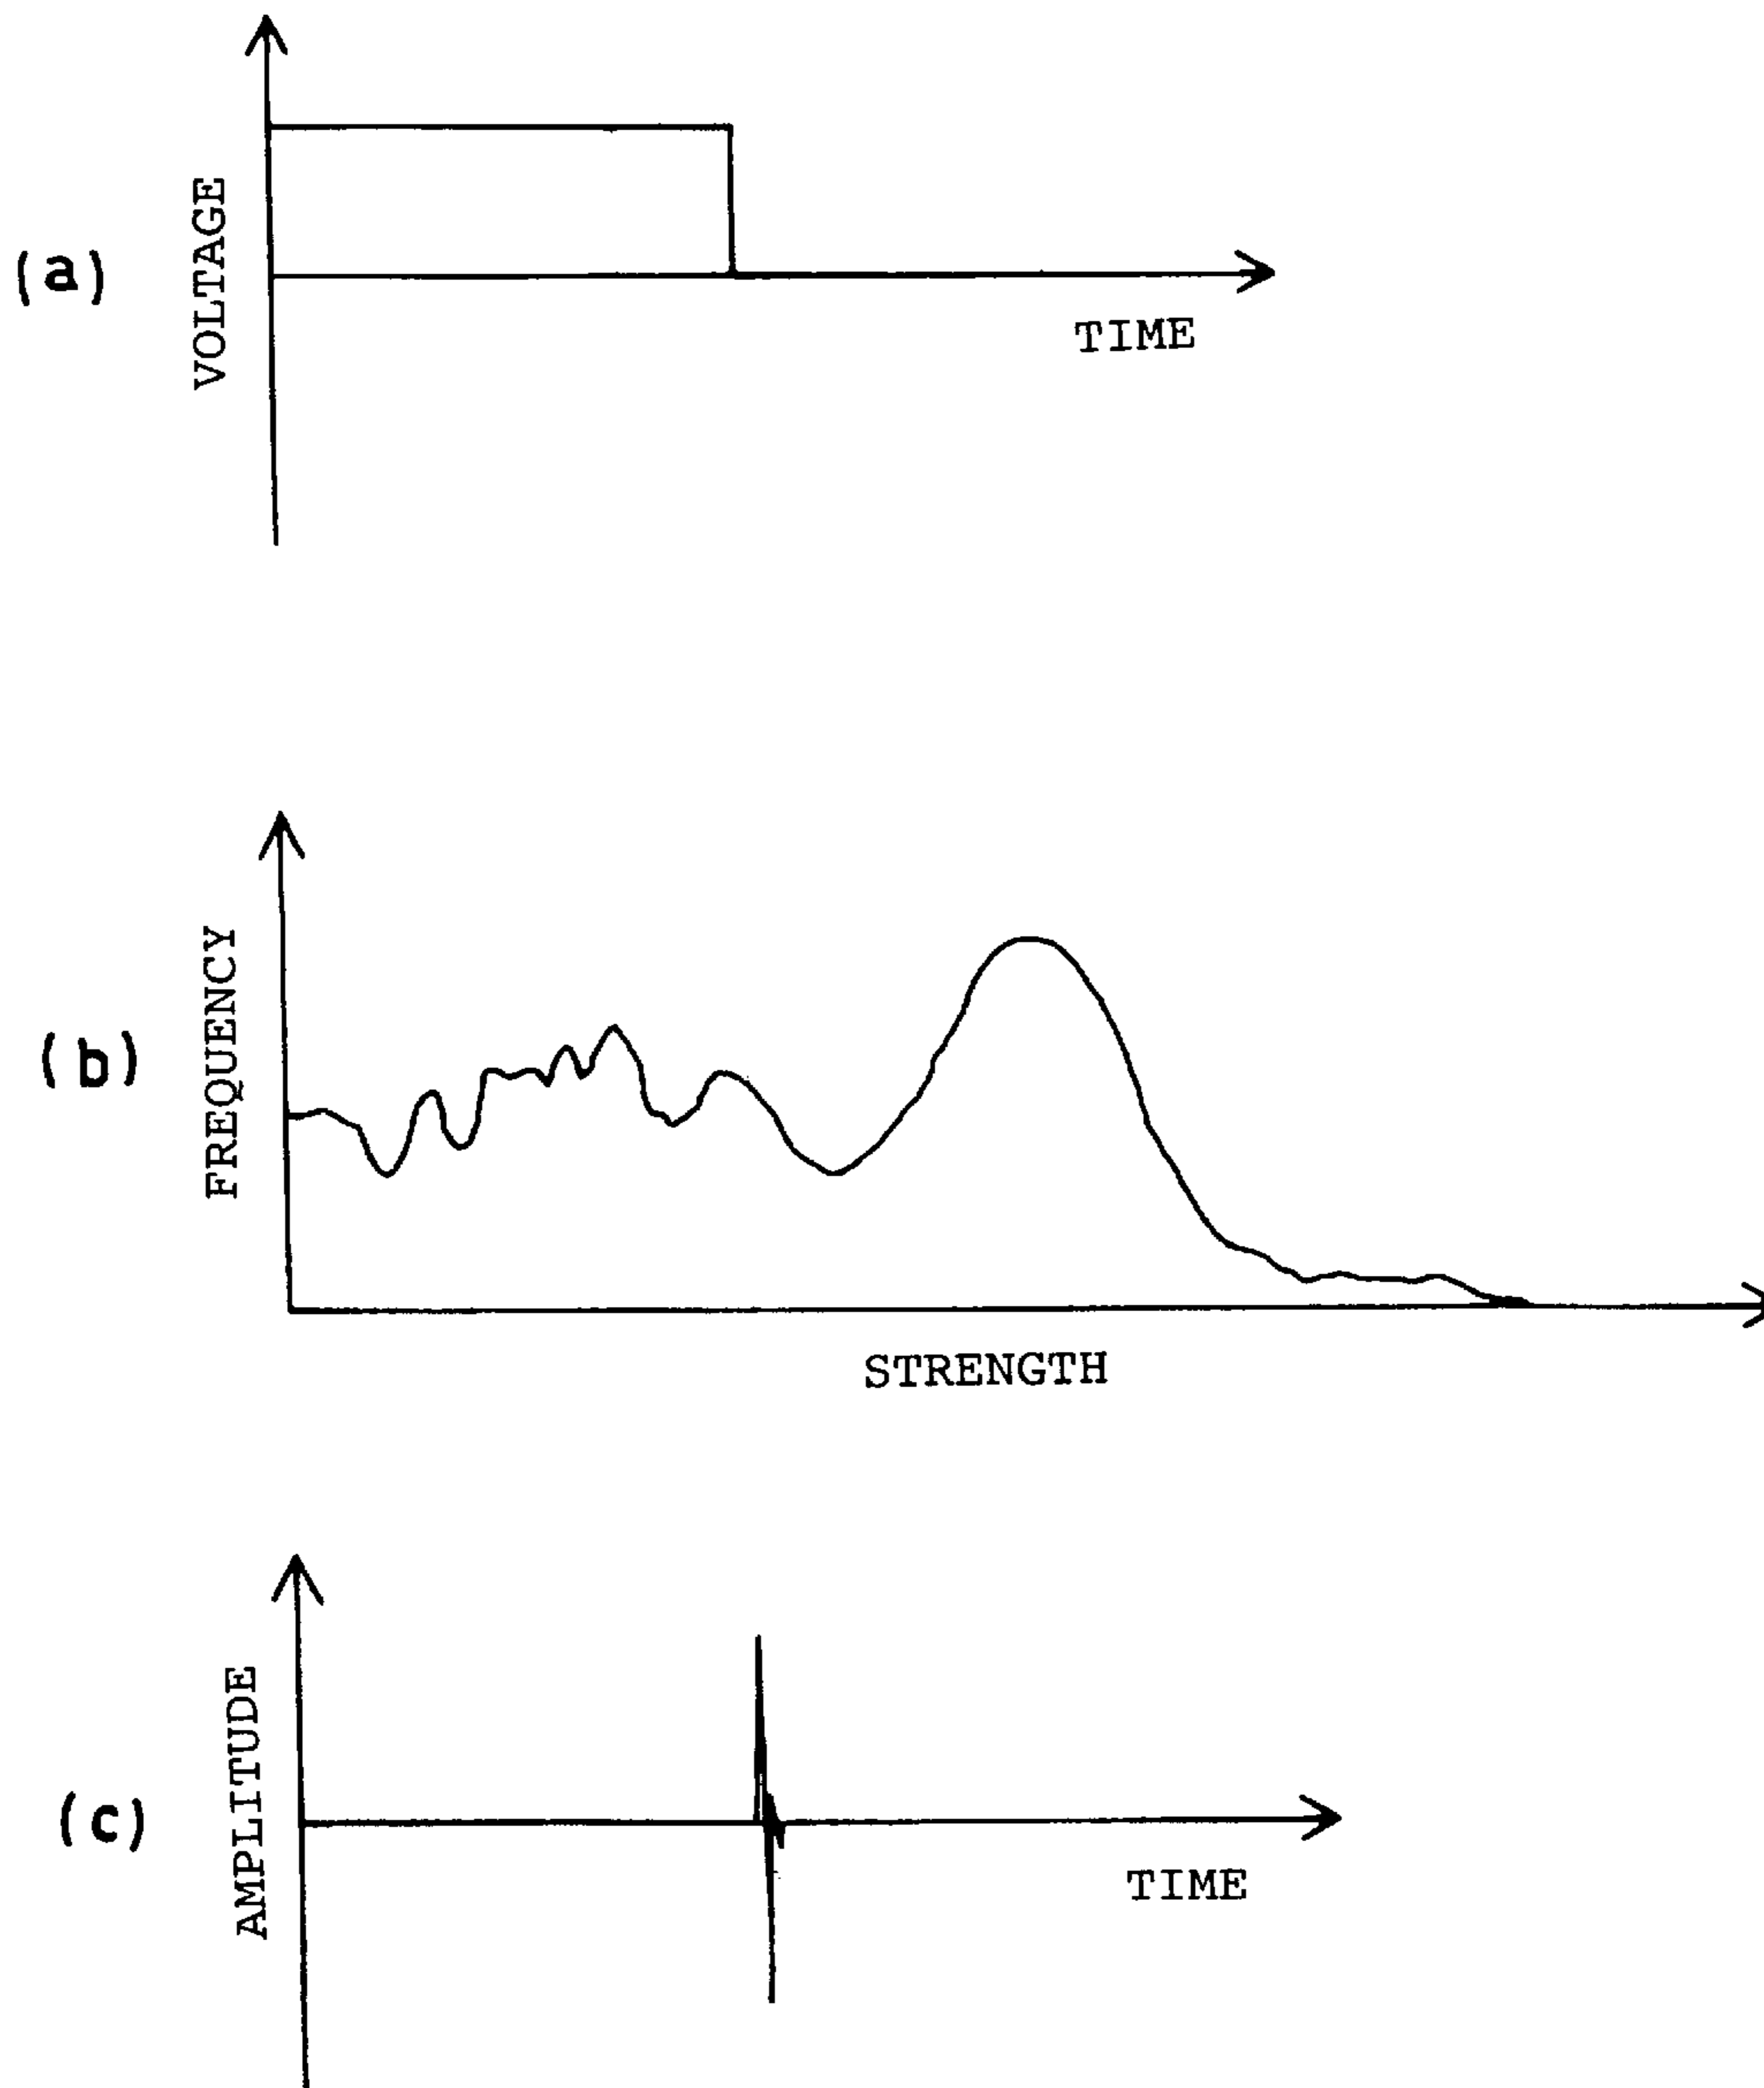 (a)
VOLTAGE
TIME
(b)
FREQUENCY
STRENGTH
(c)
AMPLITUDE
TIME